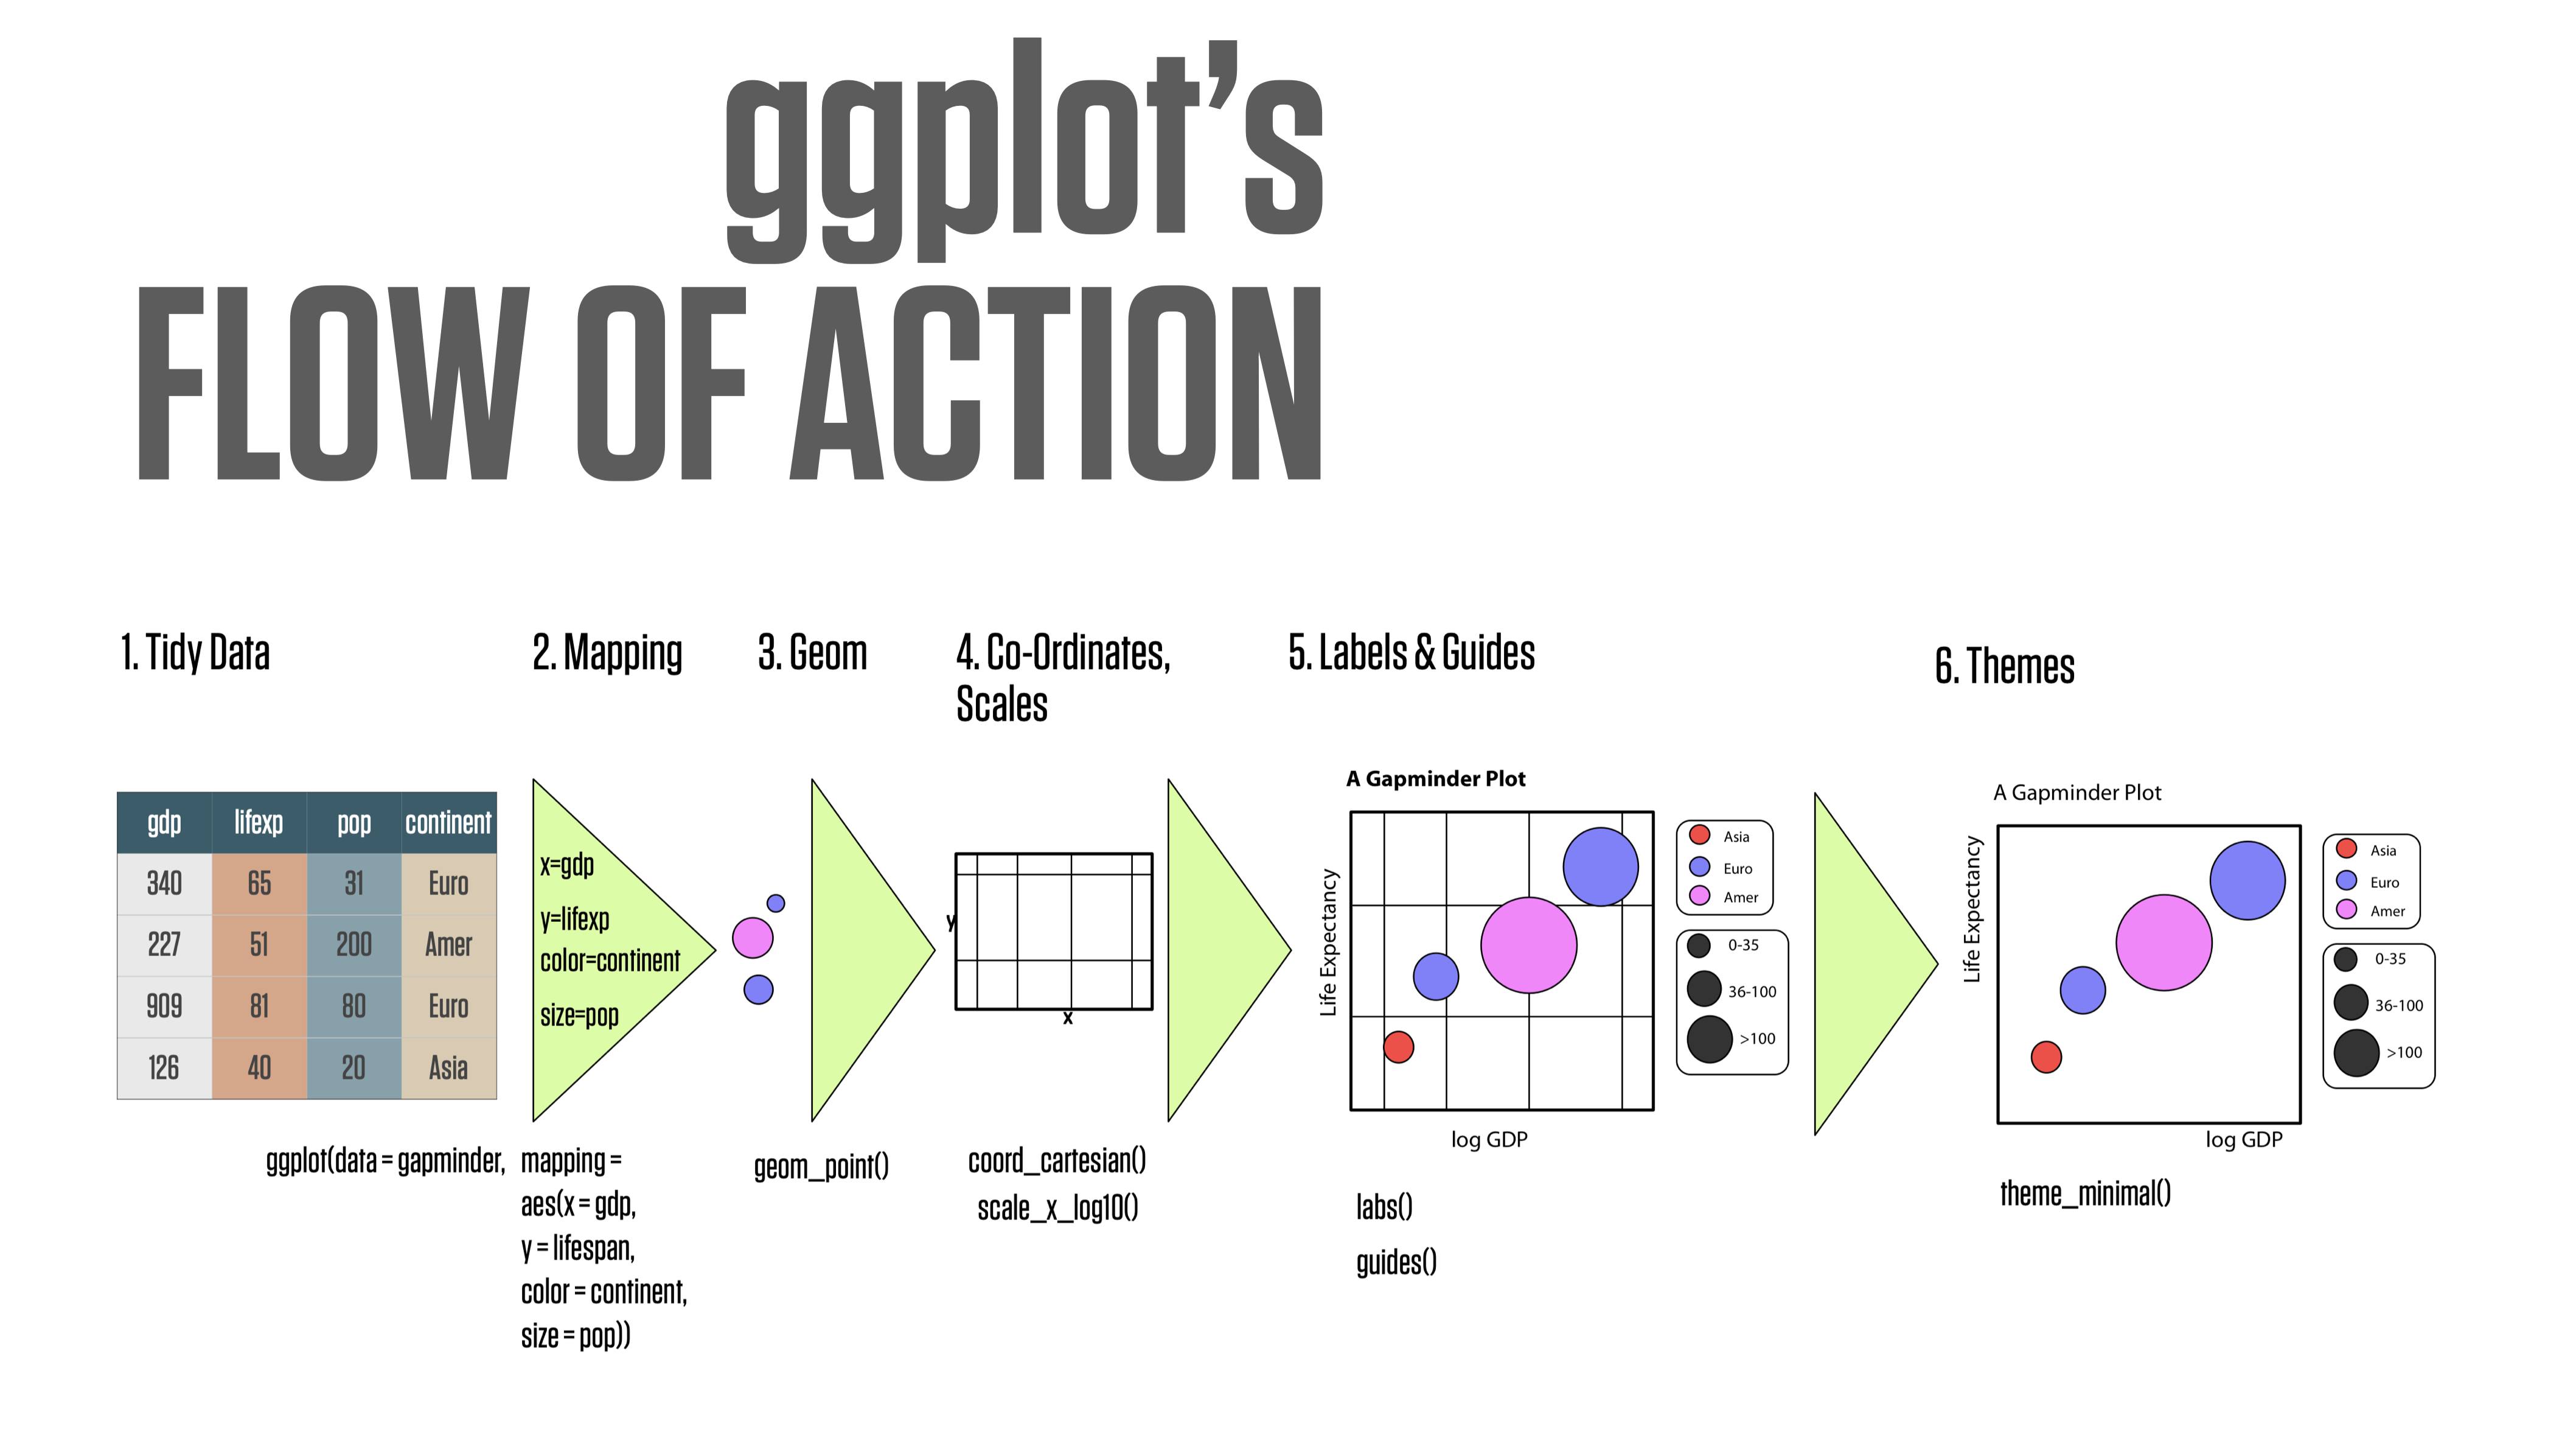 ggplot’s
FLOW OF ACTION
1. Tidy Data
2. Mapping
3. Geom
4. Co-Ordinates,
Scales
5. Labels & Guides
6. Themes
gdp lifexp pop continent
340 65 31 Euro
227 51 200 Amer
909 81 80 Euro
126 40 20 Asia
x=gdp
y=lifexp
color=continent
size=pop
y
x
A Gapminder Plot
Life Expectancy
log GDP
Asia
Euro
Amer
0-35
36-100
>100
A Gapminder Plot
Life Expectancy
log GDP
Asia
Euro
Amer
0-35
36-100
>100
ggplot(data = gapminder,
mapping =
aes(x = gdp,
y = lifespan,
color = continent,
size = pop))
geom_point()
coord_cartesian()
scale_x_log10()
labs()
guides()
theme_minimal()